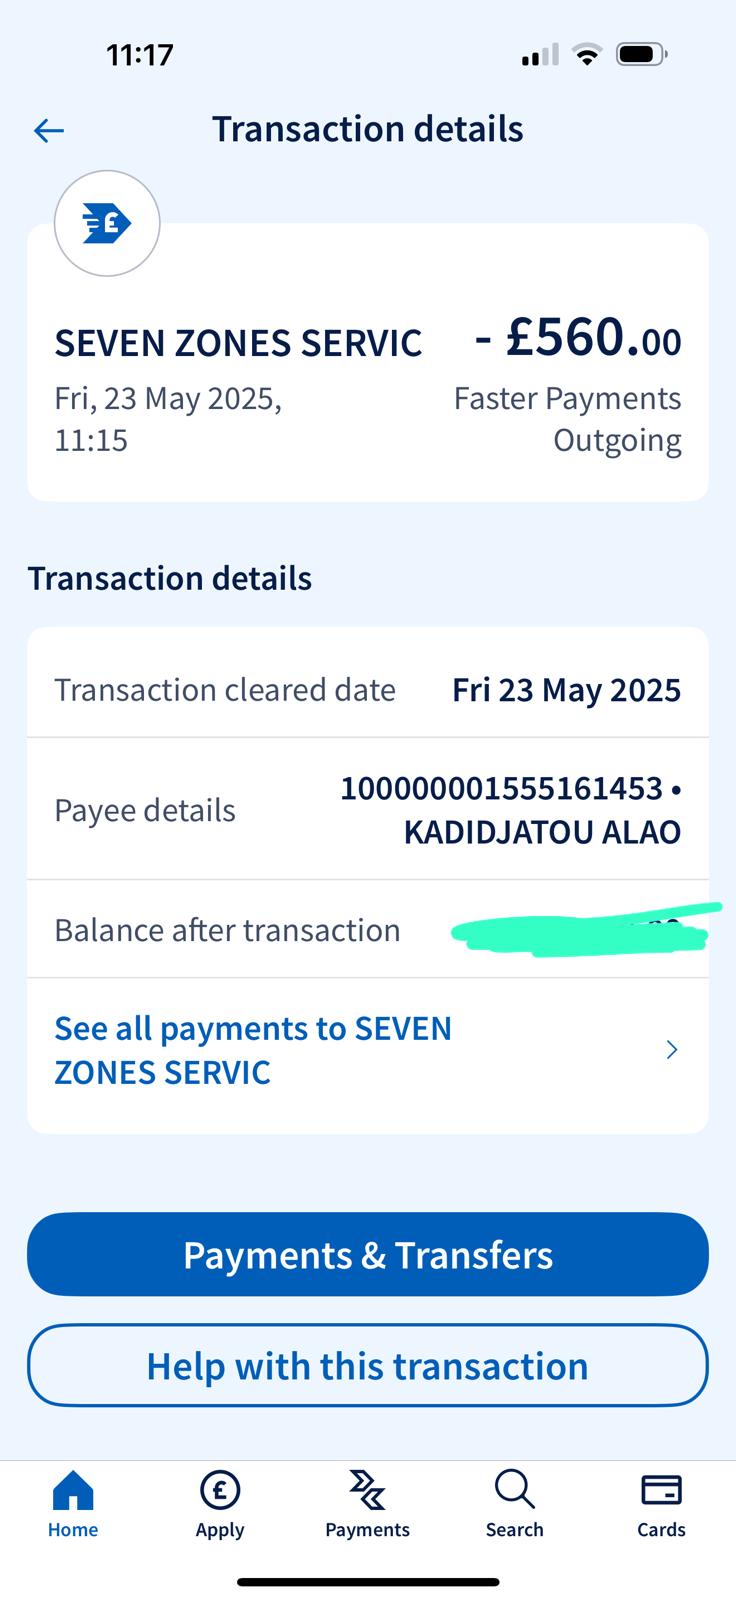 11:17
Transaction details
£
SEVEN ZONES SERVIC
- £560.00
Fri, 23 May 2025,
11:15
Faster Payments
Outgoing
Transaction details
Transaction cleared date
Fri 23 May 2025
Payee details
100000001555161453 •
KADIDJATOU ALAO
Balance after transaction
See all payments to SEVEN
ZONES SERVIC
Payments & Transfers
Help with this transaction
£
Home
Apply
Payments
Search
Cards